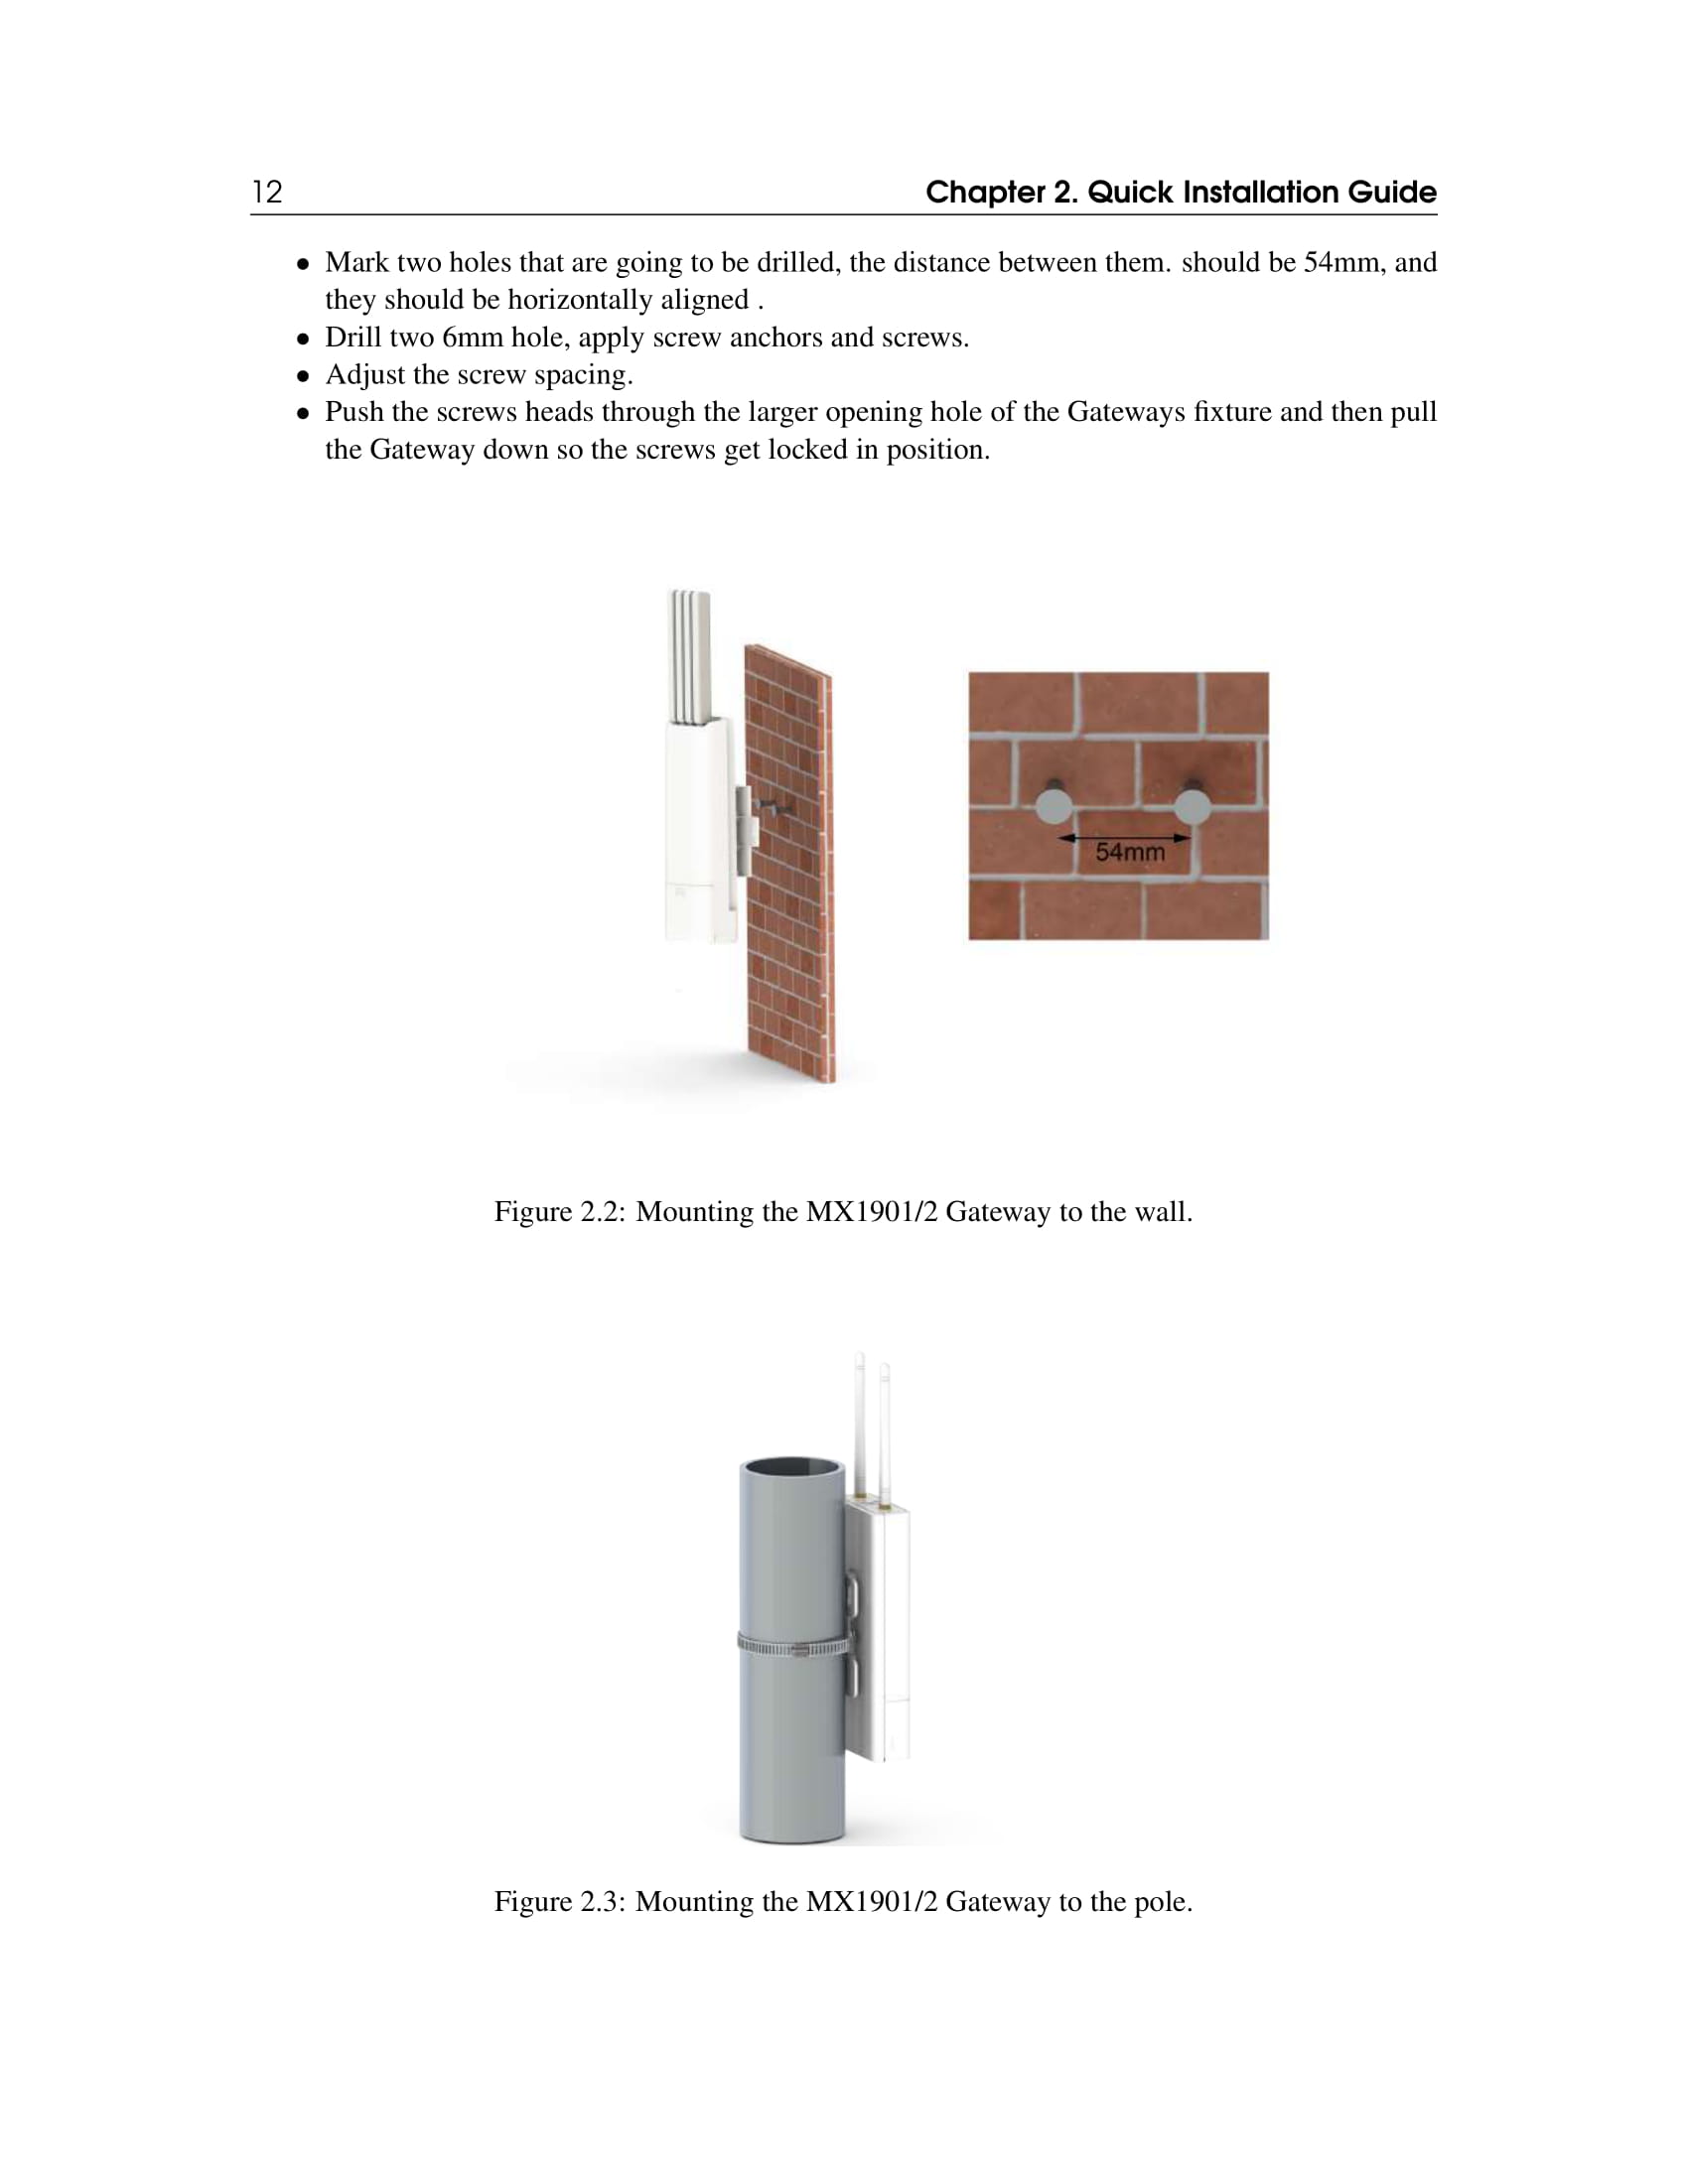 12
Chapter 2. Quick Installation Guide
• Mark two holes that are going to be drilled, the distance between them. should be 54mm, and
they should be horizontally aligned .
• Drill two 6mm hole, apply screw anchors and screws.
• Adjust the screw spacing.
• Push the screws heads through the larger opening hole of the Gateways fixture and then pull
the Gateway down so the screws get locked in position.
54mm
Figure 2.2: Mounting the MX1901/2 Gateway to the wall.
Figure 2.3: Mounting the MX1901/2 Gateway to the pole.